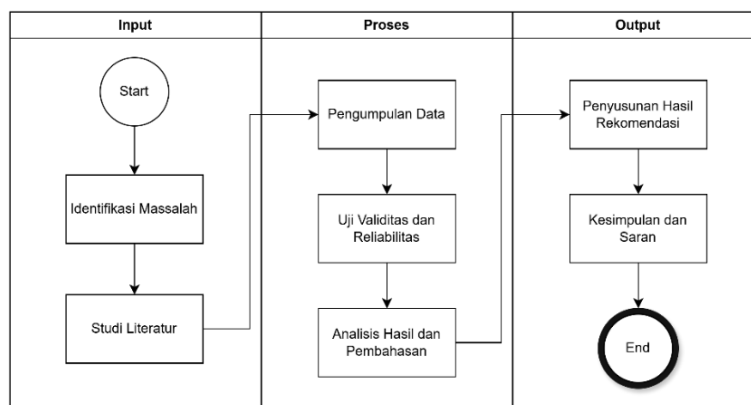 Input
Proses
Output
Start
Identifikasi Massalah
Studi Literatur
Pengumpulan Data
Uji Validitas dan
Reliabilitas
Analisis Hasil dan
Pembahasan
Penyusunan Hasil
Rekomendasi
Kesimpulan dan
Saran
End